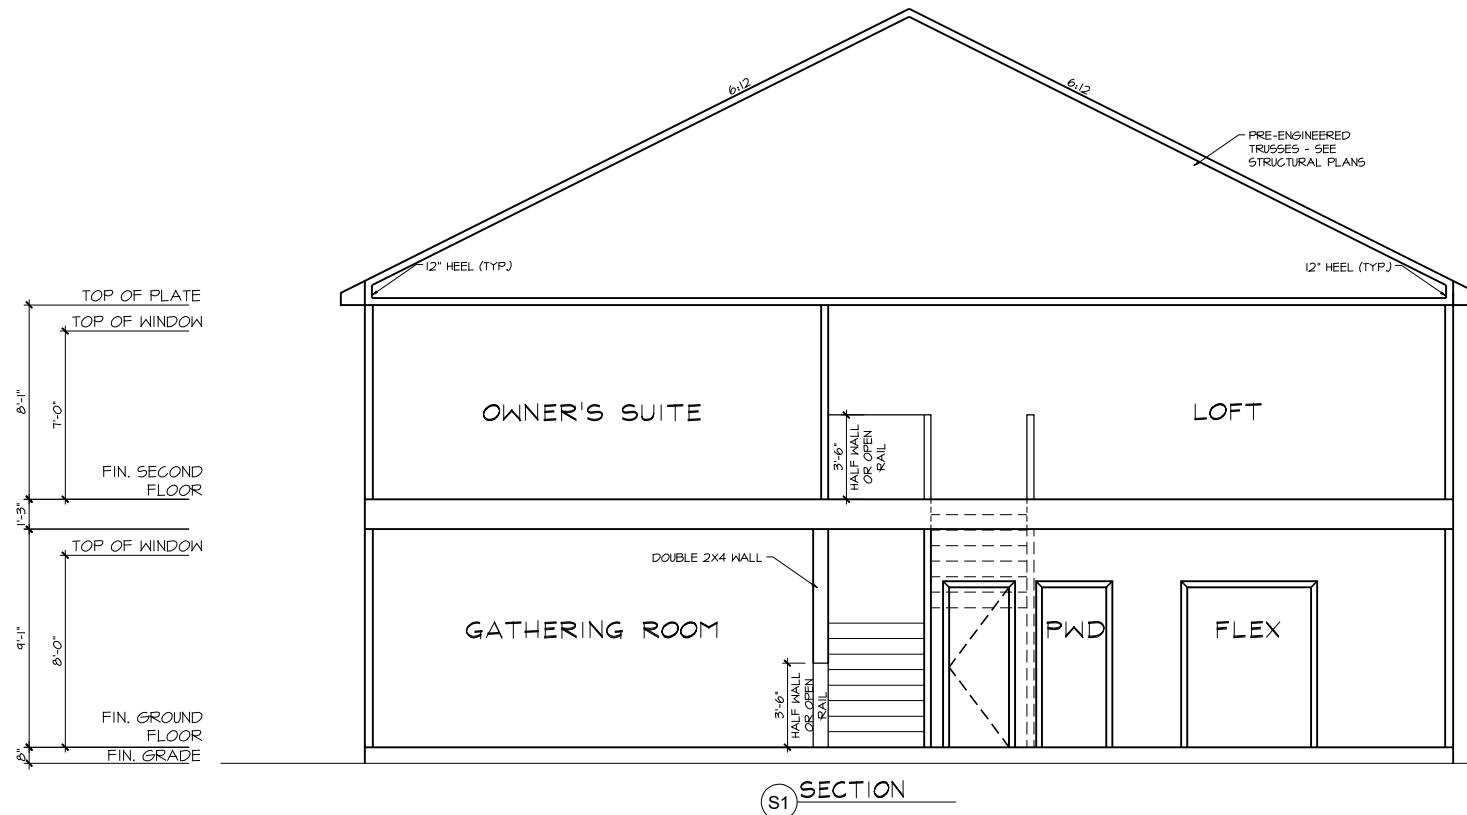 6:12
6:12
PRE-ENGINEERED
TRUSSES - SEE
STRUCTURAL PLANS
12" HEEL (TYP.)
12" HEEL (TYP.)
TOP OF PLATE
TOP OF WINDOW
8'-1"
7'-0"
OWNER'S SUITE
LOFT
3'-6"
HALF WALL
OR OPEN
RAIL
FIN. SECOND
FLOOR
1'-3"
TOP OF WINDOW
DOUBLE 2X4 WALL
9'-1"
8'-0"
GATHERING ROOM
PWD
FLEX
3'-6"
HALF WALL
OR OPEN
RAIL
FIN. GROUND
FLOOR
8"
FIN. GRADE
S1 SECTION